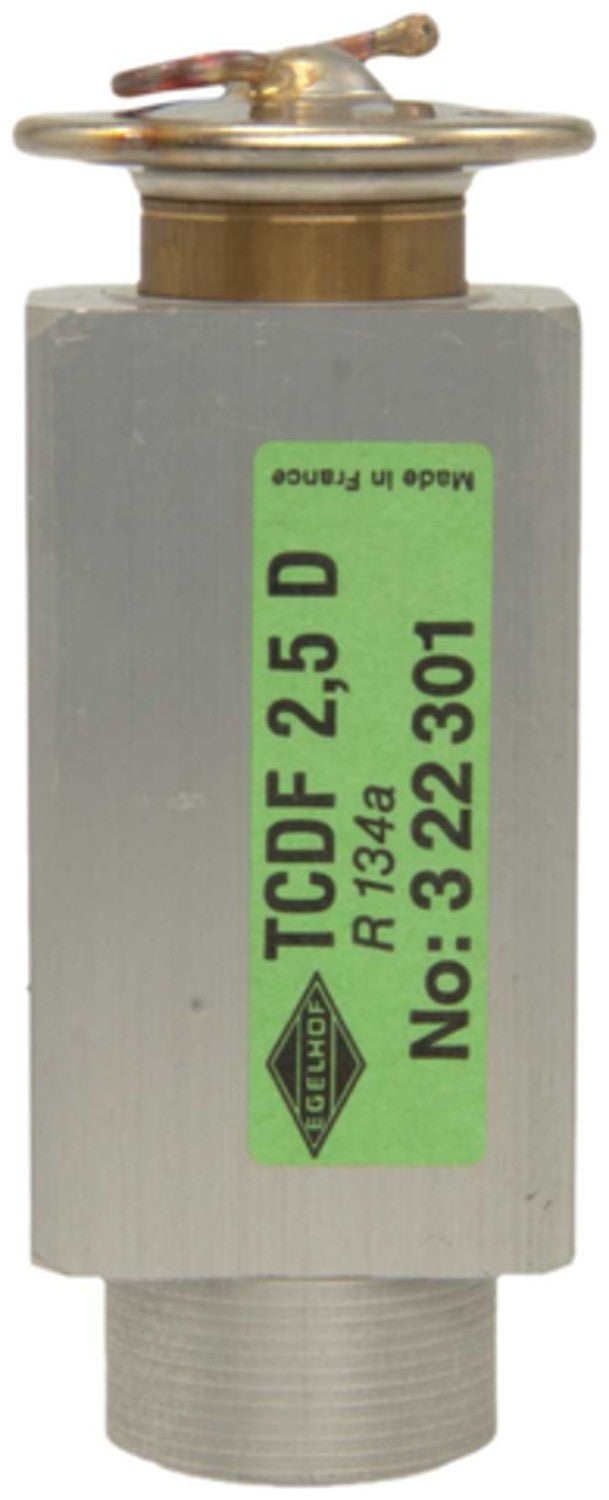 EGELHOF
TCDF 2,5 D
R 134a
No: 3 22 301
Made in France